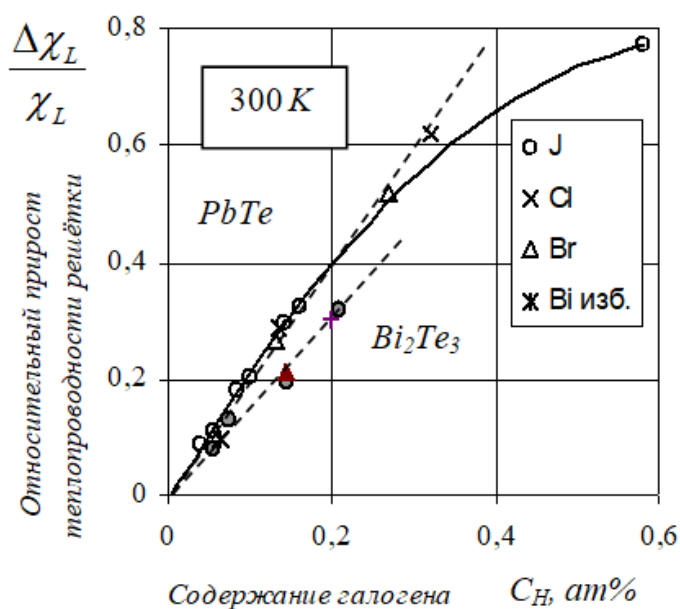 Δχ_L
χ_L
Относительный прирост
теплопроводности решётки
0,8
0,6
0,4
0,2
0
300 K
PbTe
Bi₂Te₃
J
Cl
Br
Bi изб.
0
0,2
0,4
0,6
Содержание галогена
C_H, ат%